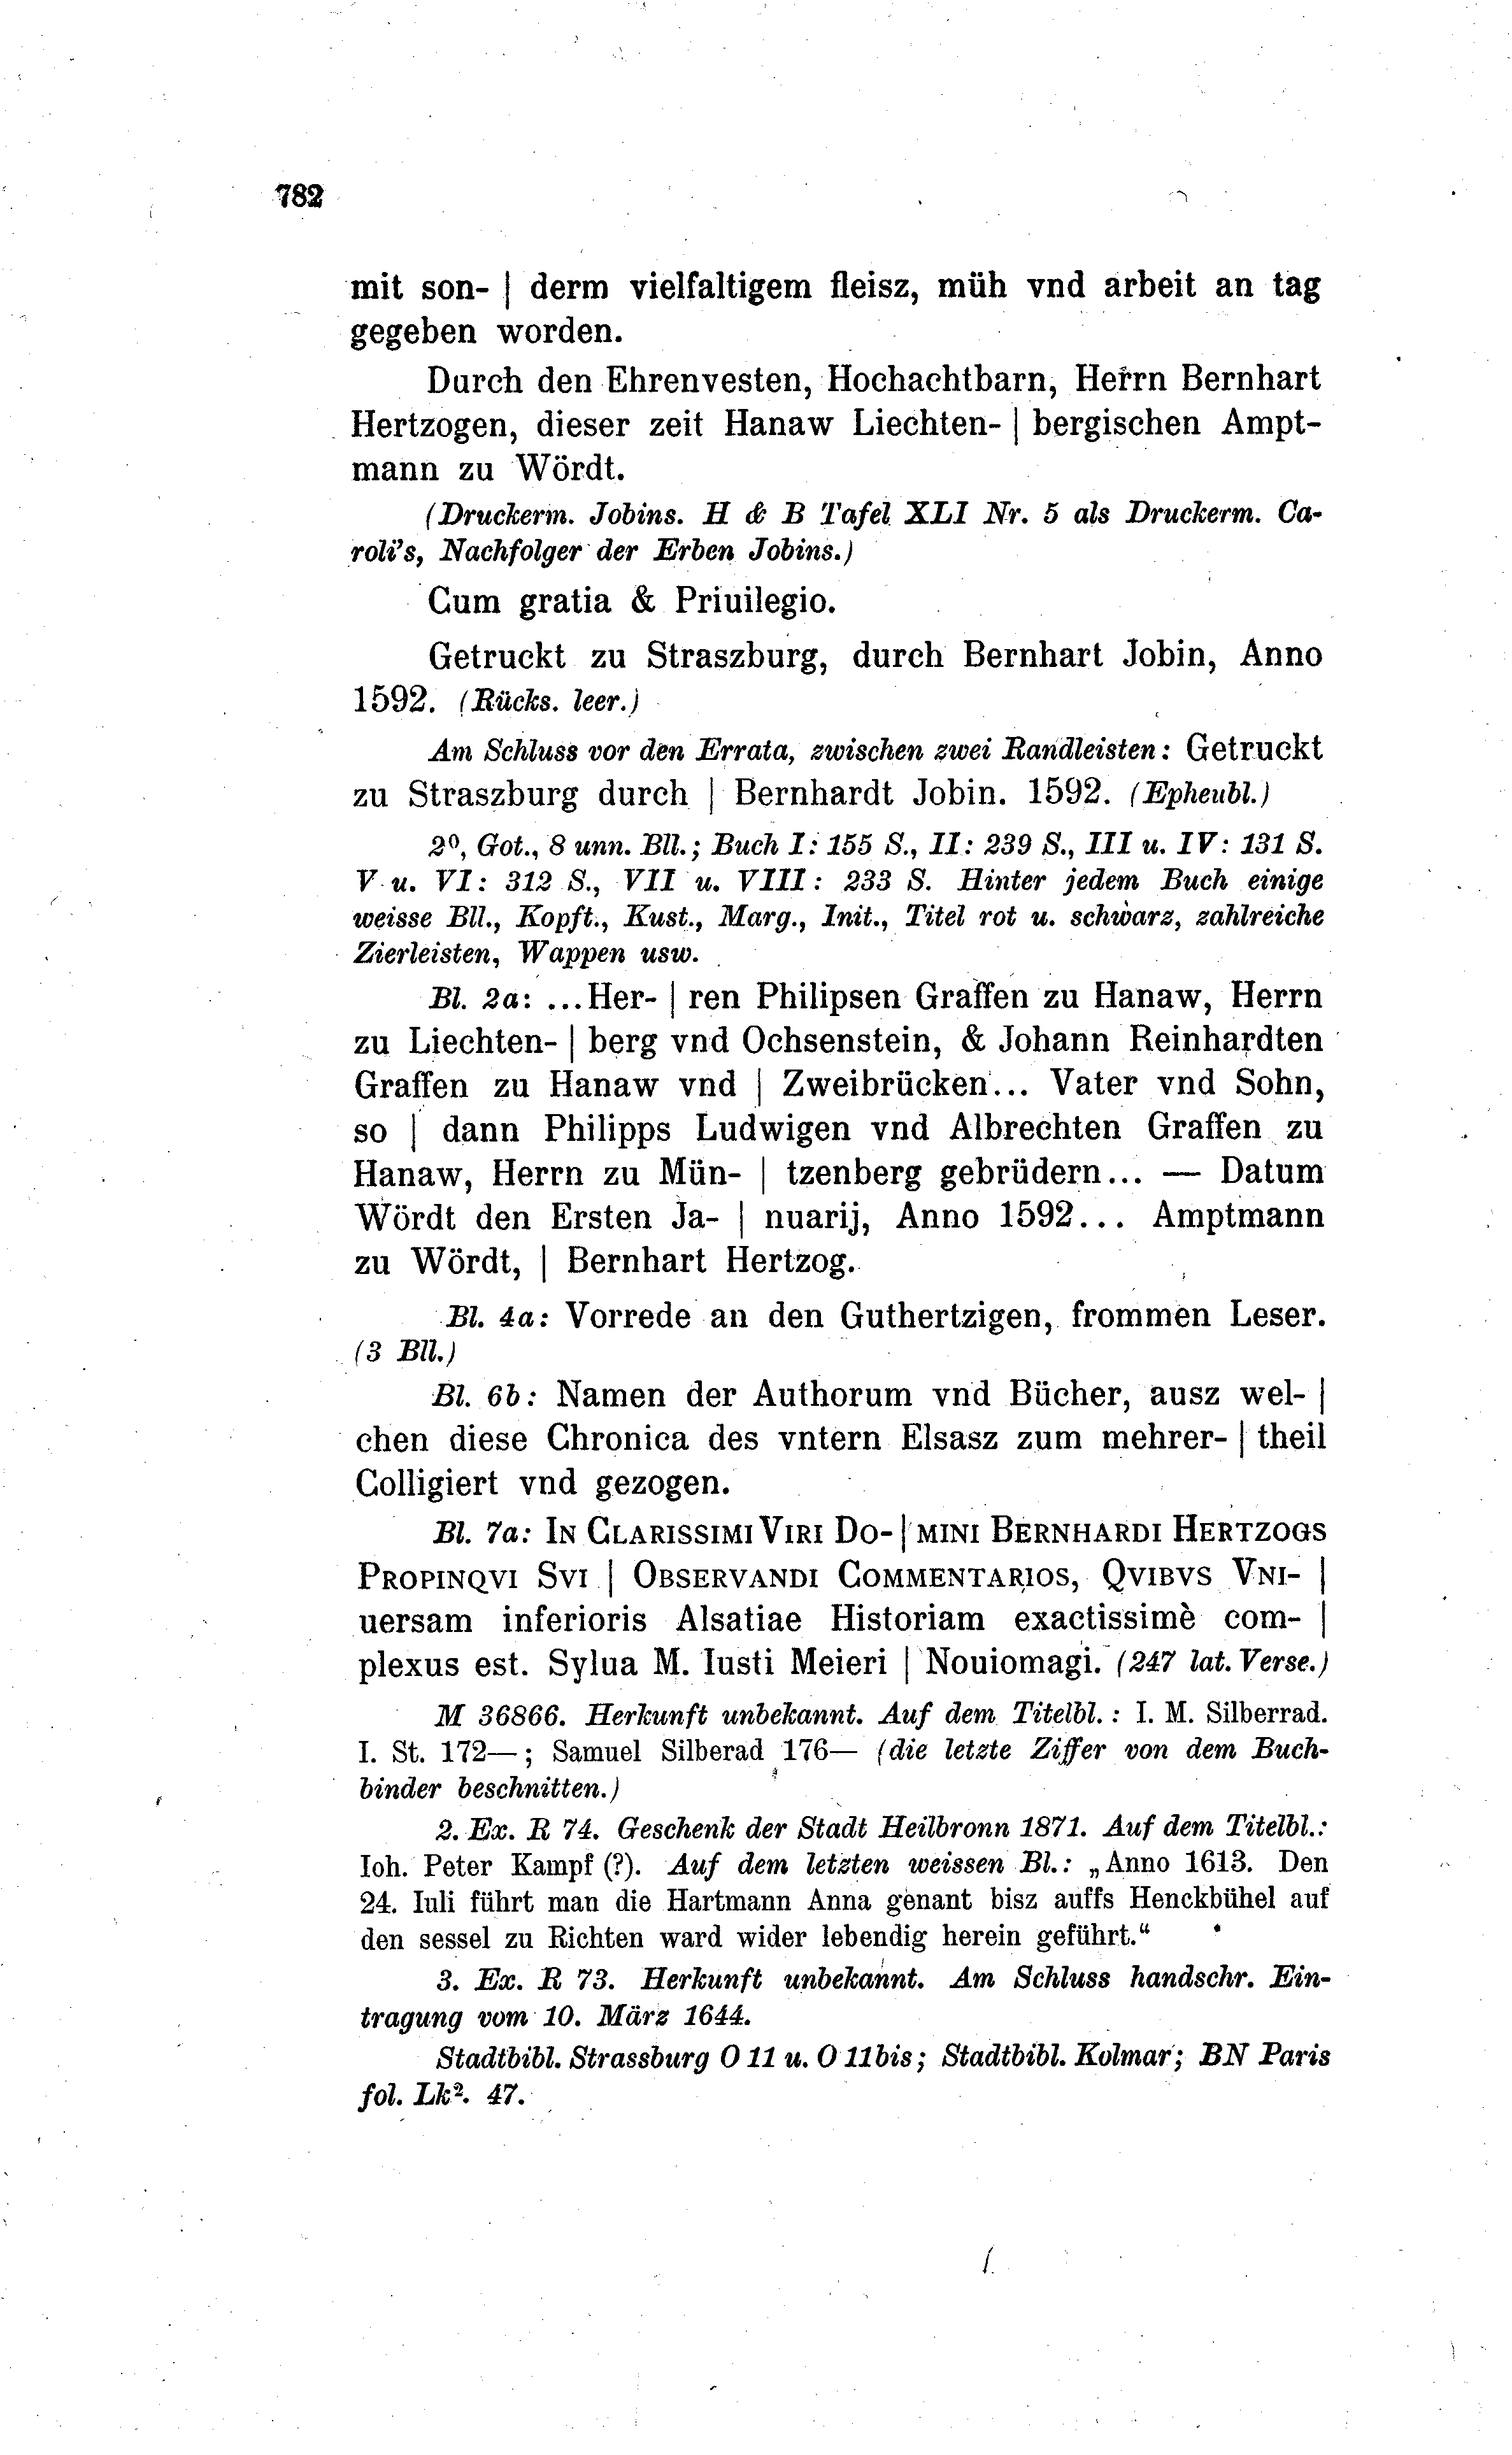 782
mit son- | derm vielfaltigem fleisz, müh vnd arbeit an tag
gegeben worden.
Durch den Ehrenvesten, Hochachtbarn, Herrn Bernhart
Hertzogen, dieser zeit Hanaw Liechten- | bergischen Ampt-
mann zu Wördt.
(Druckerm. Jobins. H & B Tafel XLI Nr. 5 als Druckerm. Ca-
roli's, Nachfolger der Erben Jobins.)
Cum gratia & Priuilegio.
Getruckt zu Straszburg, durch Bernhart Jobin, Anno
1592. (Rücks. leer.)
Am Schluss vor den Errata, zwischen zwei Randleisten: Getruckt
zu Straszburg durch | Bernhardt Jobin. 1592. (Epheubl.)
2⁰, Got., 8 unn. Bll.; Buch I: 155 S., II: 239 S., III u. IV: 131 S.
V u. VI: 312 S., VII u. VIII: 233 S. Hinter jedem Buch einige
weisse Bll., Kopft., Kust., Marg., Init., Titel rot u. schwarz, zahlreiche
Zierleisten, Wappen usw.
Bl. 2a: ...Her- | ren Philipsen Graffen zu Hanaw, Herrn
zu Liechten- | berg vnd Ochsenstein, & Johann Reinhardten
Graffen zu Hanaw vnd | Zweibrücken... Vater vnd Sohn,
so | dann Philipps Ludwigen vnd Albrechten Graffen zu
Hanaw, Herrn zu Mün- | tzenberg gebrüdern... — Datum
Wördt den Ersten Ja- | nuarij, Anno 1592... Amptmann
zu Wördt, | Bernhart Hertzog.
Bl. 4a: Vorrede an den Guthertzigen, frommen Leser.
(3 Bll.)
Bl. 6b: Namen der Authorum vnd Bücher, ausz wel- |
chen diese Chronica des vntern Elsasz zum mehrer- | theil
Colligiert vnd gezogen.
Bl. 7a: IN CLARISSIMI VIRI DO- | MINI BERNHARDI HERTZOGS
PROPINQVI SVI | OBSERVANDI COMMENTARIOS, QVIBVS VNI- |
uersam inferioris Alsatiae Historiam exactissimè com- |
plexus est. Sylua M. Iusti Meieri | Nouiomagi. (247 lat. Verse.)
M 36866. Herkunft unbekannt. Auf dem Titelbl.: I. M. Silberrad.
I. St. 172—; Samuel Silberad 176— (die letzte Ziffer von dem Buch-
binder beschnitten.)
2. Ex. R 74. Geschenk der Stadt Heilbronn 1871. Auf dem Titelbl.:
Ioh. Peter Kampf (?). Auf dem letzten weissen Bl.: „Anno 1613. Den
24. Iuli führt man die Hartmann Anna genant bisz auffs Henckbühel auf
den sessel zu Richten ward wider lebendig herein geführt.“
3. Ex. R 73. Herkunft unbekannt. Am Schluss handschr. Ein-
tragung vom 10. März 1644.
Stadtbibl. Strassburg O 11 u. O 11bis; Stadtbibl. Kolmar; BN Paris
fol. Lk². 47.